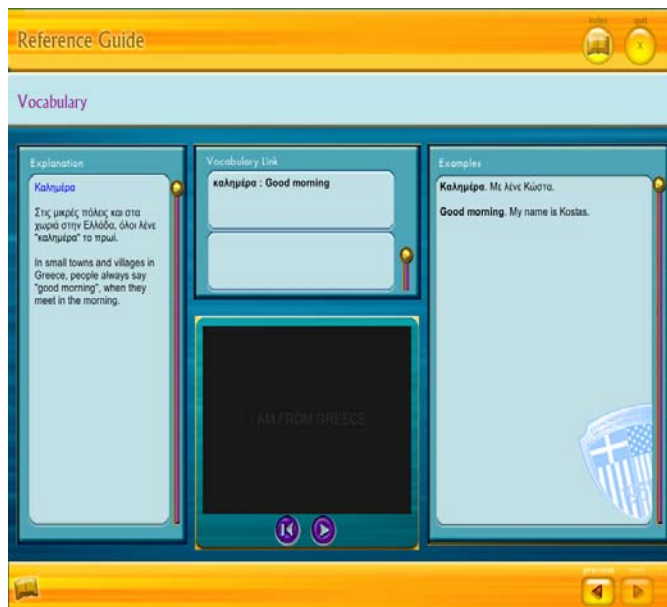 index quit
Reference Guide
X
Vocabulary
Explanation
Καλημέρα
Στις μικρές πόλεις και στα
χωριά στην Ελλάδα, όλοι λένε
"καλημέρα" το πρωί.
In small towns and villages in
Greece, people always say
"good morning", when they
meet in the morning.
Vocabulary Link
καλημέρα : Good morning
I AM FROM GREECE
Examples
Καλημέρα. Με λένε Κώστα.
Good morning. My name is Kostas.
previous next